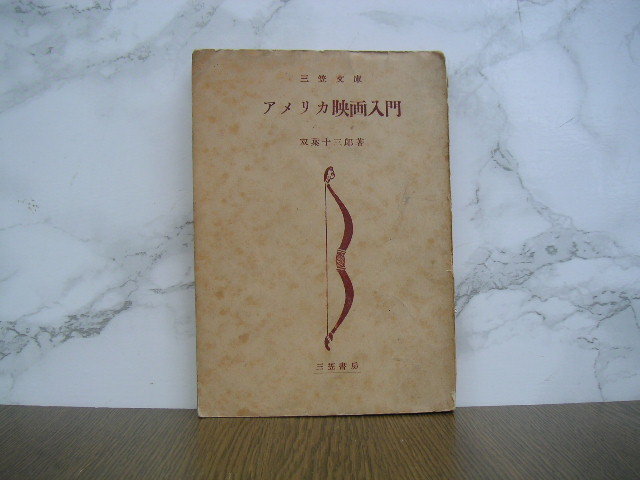 三笠文庫
アメリカ映画入門
双葉十三郎著
三笠書房